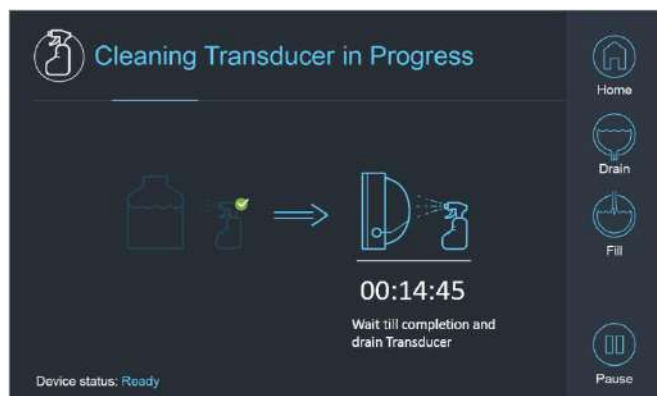 Cleaning Transducer in Progress
Home
Drain
Fill
00:14:45
Wait till completion and
drain Transducer
Device status: Ready
Pause